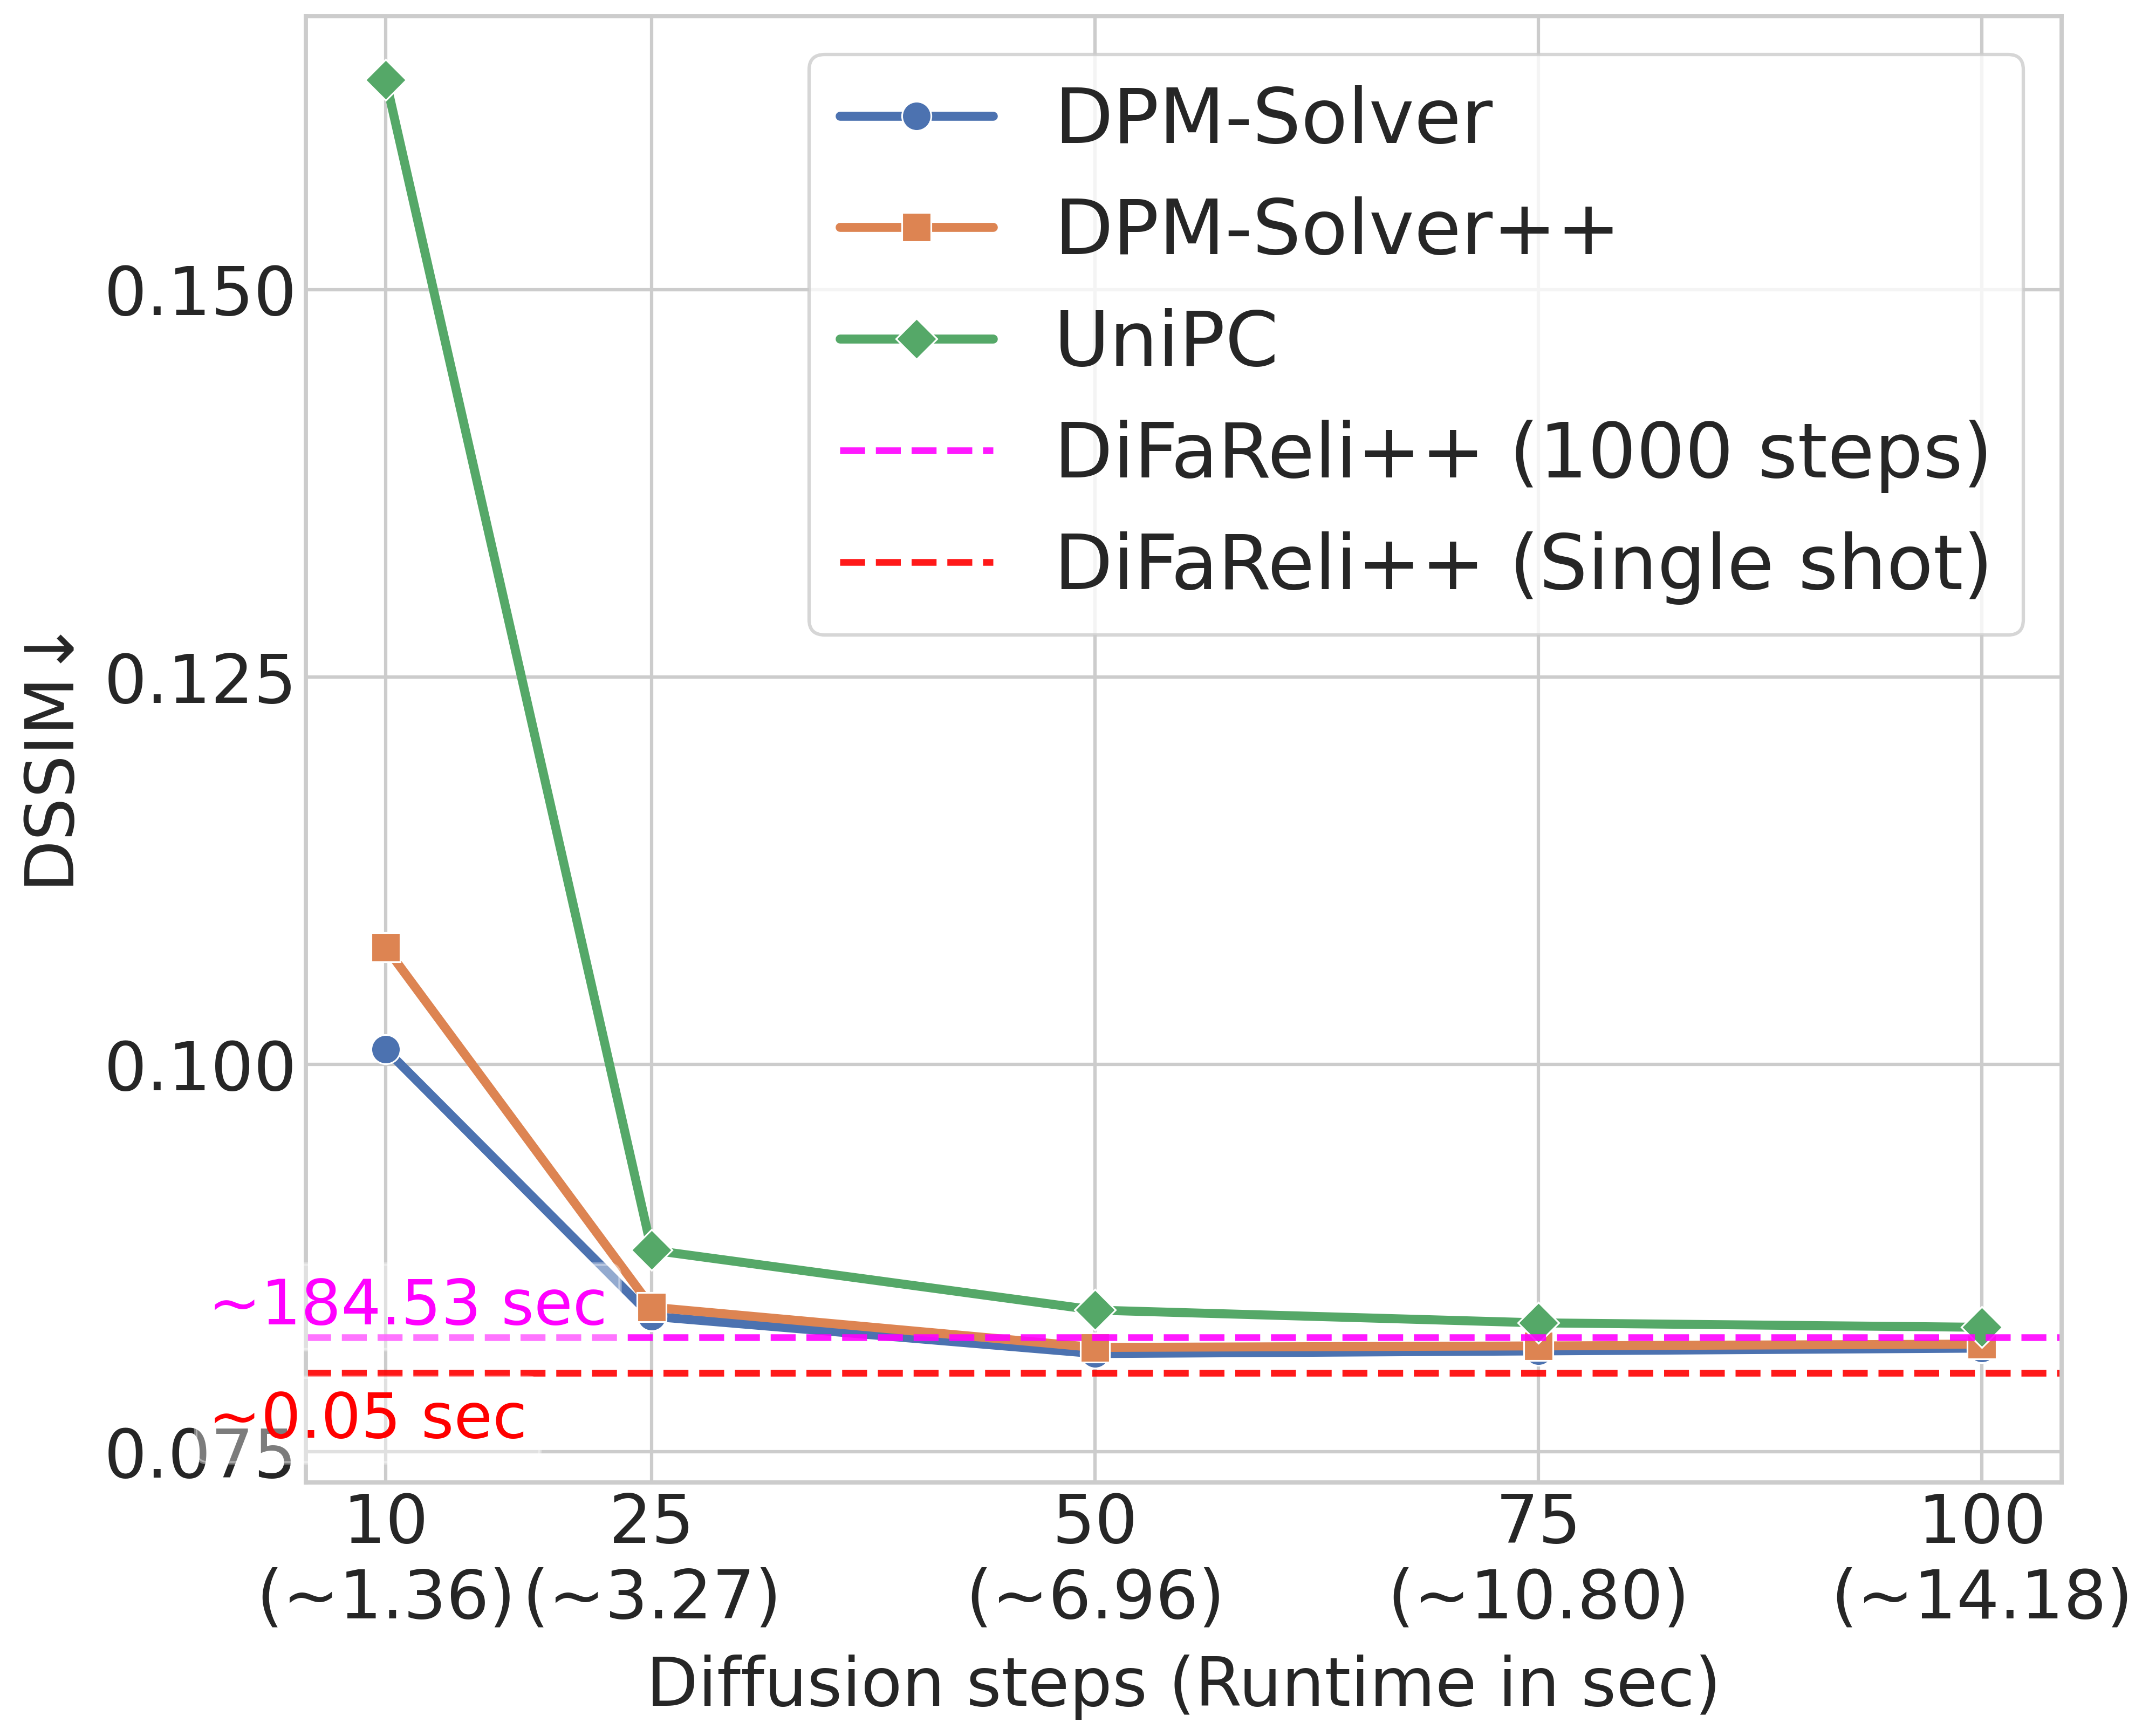 DPM-Solver
DPM-Solver++
UniPC
DiFaReli++ (1000 steps)
DiFaReli++ (Single shot)
DSSIM↓
0.150
0.125
0.100
0.075
~184.53 sec
~0.05 sec
10 25 50 75 100
(~1.36) (~3.27) (~6.96) (~10.80) (~14.18)
Diffusion steps (Runtime in sec)